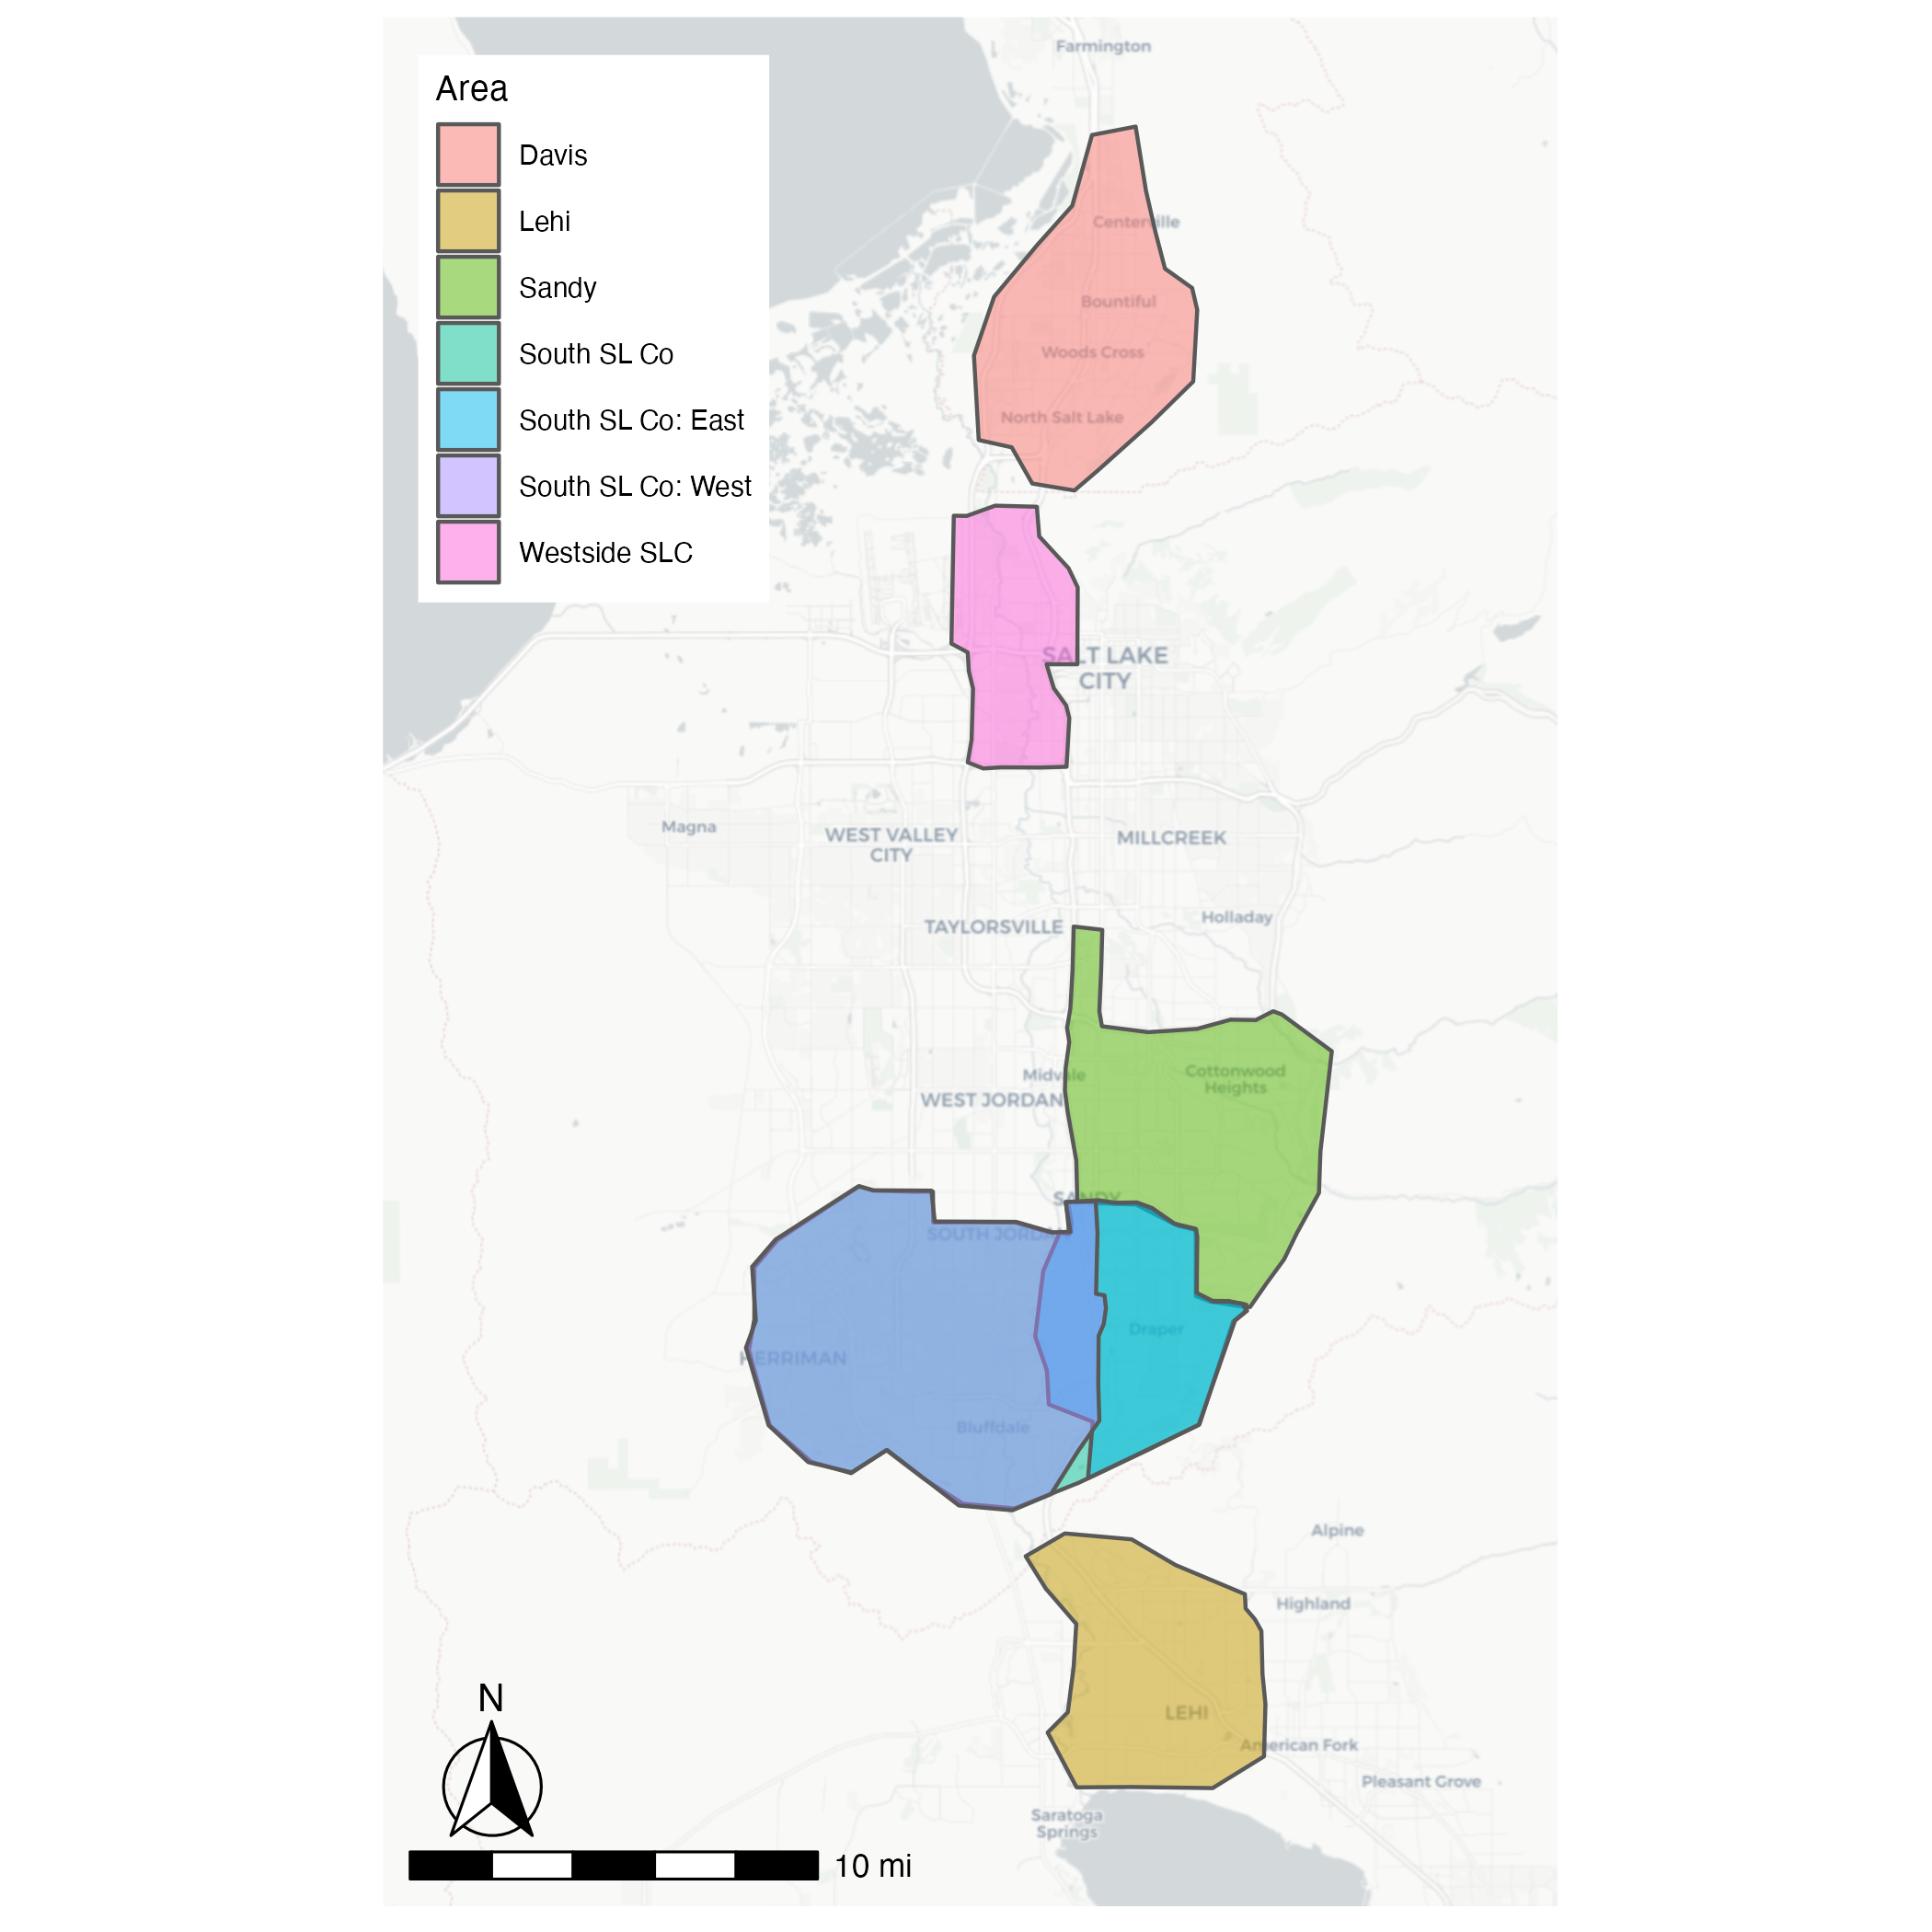 Area
Davis
Lehi
Sandy
South SL Co
South SL Co: East
South SL Co: West
Westside SLC
Farmington
Centerville
Bountiful
Woods Cross
North Salt Lake
SALT LAKE
CITY
Magna
WEST VALLEY
CITY
MILLCREEK
TAYLORSVILLE
Holladay
Midvale
Cottonwood
Heights
WEST JORDAN
SANDY
SOUTH JORDAN
Draper
HERRIMAN
Bluffdale
Alpine
Highland
LEHI
American Fork
Pleasant Grove
Saratoga
Springs
N
10 mi